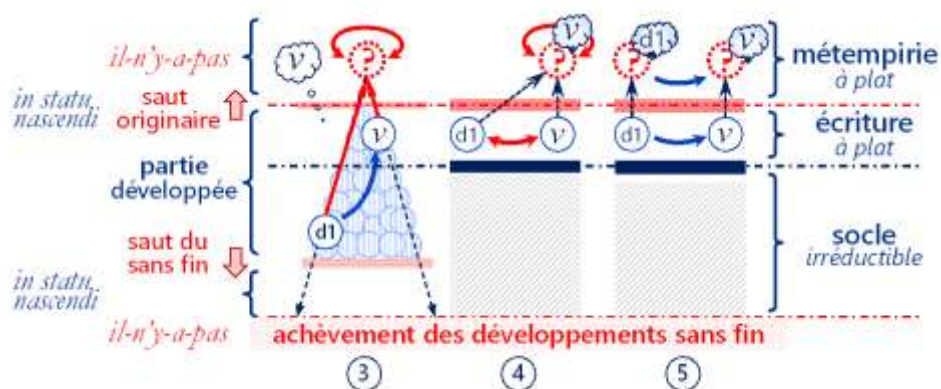 ν ? ? ν d1 ? ? ν
il-n'y-a-pas
métempirie
à plat
in statu
nascendi
saut
originaire
ν d1 ν d1 ν
écriture
à plat
partie
développée
d1
saut du
sans fin
socle
irréductible
in statu
nascendi
il-n'y-a-pas
achèvement des développements sans fin
3 4 5